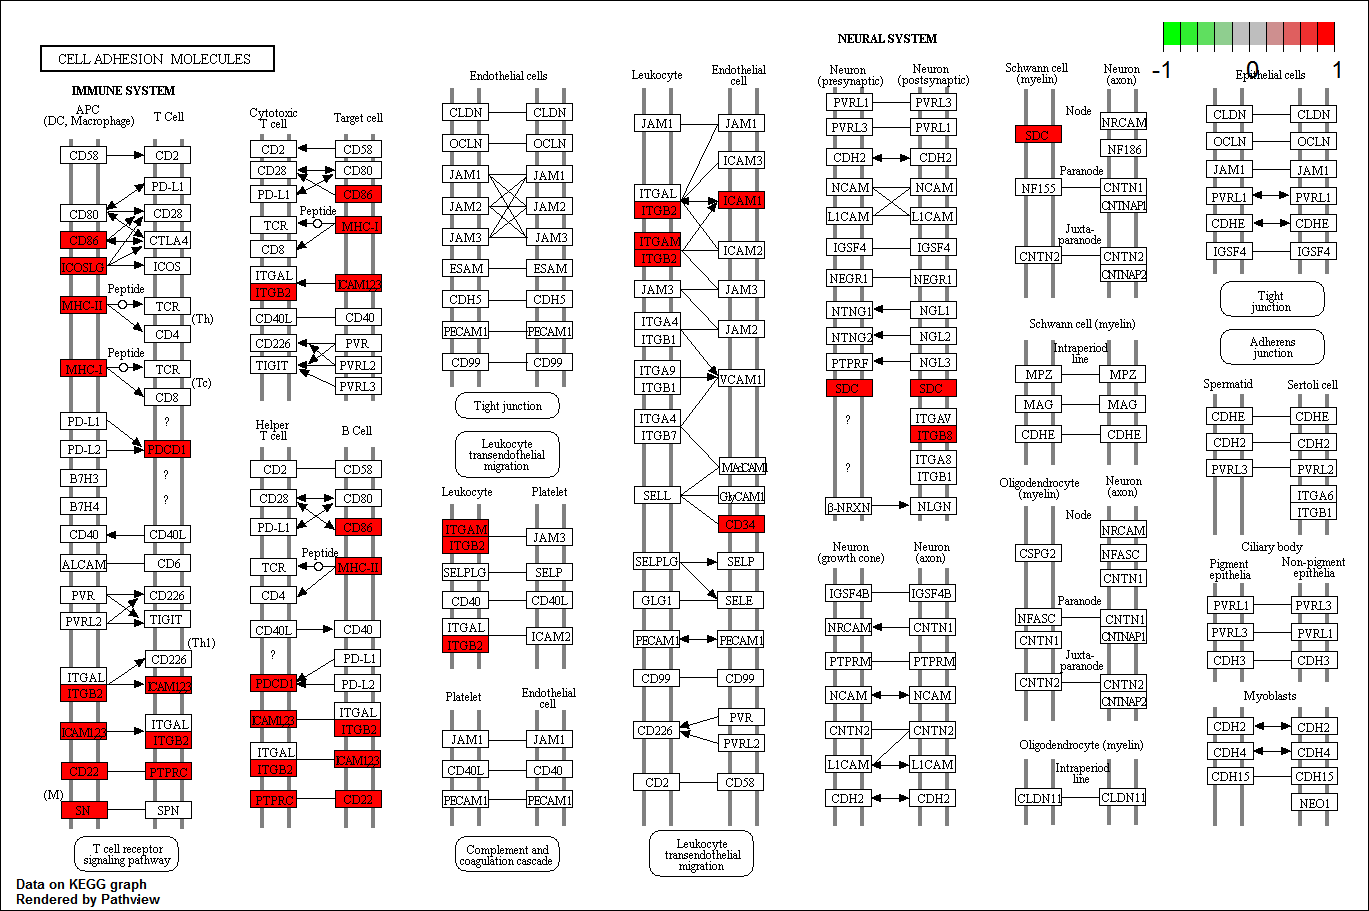 CELL ADHESION MOLECULES
IMMUNE SYSTEM
APC
(DC, Macrophage)
T Cell
CD58
CD2
PD-L1
CD80
CD28
CD86
CTLA4
ICOSLG
ICOS
Peptide
MHC-II
TCR
(Th)
CD4
Peptide
MHC-I
TCR
(Tc)
CD8
PD-L1
?
PD-L2
PDCD1
B7H3
?
B7H4
?
CD40
CD40L
ALCAM
CD6
PVR
CD226
PVRL2
TIGIT
(Th1)
CD226
ITGAL
ITGB2
ICAM1,2,3
ICAM1,2,3
ITGAL
ITGB2
CD22
PTPRC
(M)
SN
SPN
T cell receptor
signaling pathway
Cytotoxic
T cell
Target cell
CD2
CD58
CD28
CD80
PD-L1
CD86
Peptide
TCR
MHC-I
CD8
ITGAL
ITGB2
ICAM1,2,3
CD40L
CD40
CD226
PVR
TIGIT
PVRL2
PVRL3
Helper
T cell
B Cell
CD2
CD58
CD28
CD80
PD-L1
CD86
Peptide
TCR
MHC-II
CD4
CD40L
CD40
?
PD-L1
PDCD1
PD-L2
ICAM1,2,3
ITGAL
ITGB2
ITGAL
ITGB2
ICAM1,2,3
PTPRC
CD22
Endothelial cells
CLDN
CLDN
OCLN
OCLN
JAM1
JAM1
JAM2
JAM2
JAM3
JAM3
ESAM
ESAM
CDH5
CDH5
PECAM1
PECAM1
CD99
CD99
Tight junction
Leukocyte
transendothelial
migration
Leukocyte
Platelet
ITGAM
ITGB2
JAM3
SELPLG
SELP
CD40
CD40L
ITGAL
ITGB2
ICAM2
Platelet
Endothelial
cell
JAM1
JAM1
CD40L
CD40
PECAM1
PECAM1
Complement and
coagulation cascade
Leukocyte
Endothelial
cell
JAM1
JAM1
ICAM3
ITGAL
ITGB2
ICAM1
ITGAM
ITGB2
ICAM2
JAM3
JAM3
ITGA4
ITGB1
JAM2
ITGA9
ITGB1
VCAM1
ITGA4
ITGB7
MAdCAM1
SELL
GlyCAM1
CD34
SELPLG
SELP
GLG1
SELE
PECAM1
PECAM1
CD99
CD99
CD226
PVR
PVRL2
CD2
CD58
Leukocyte
transendothelial
migration
NEURAL SYSTEM
Neuron
(presynaptic)
Neuron
(postsynaptic)
PVRL1
PVRL3
PVRL3
PVRL1
CDH2
CDH2
NCAM
NCAM
L1CAM
L1CAM
IGSF4
IGSF4
NEGR1
NEGR1
NTNG1
NGL1
NTNG2
NGL2
PTPRF
NGL3
SDC
SDC
?
ITGAV
ITGB8
?
ITGA8
ITGB1
β-NRXN
NLGN
Neuron
(growth cone)
Neuron
(axon)
IGSF4B
IGSF4B
NRCAM
CNTN1
PTPRM
PTPRM
NCAM
NCAM
CNTN2
CNTN2
L1CAM
L1CAM
CDH2
CDH2
Schwann cell
(myelin)
Neuron
(axon)
Node
NRCAM
SDC
NF186
Paranode
NF155
CNTN1
CNTNAP1
Juxta-
paranode
CNTN2
CNTN2
CNTNAP2
Schwann cell (myelin)
Intraperiod
line
MPZ
MPZ
MAG
MAG
CDHE
CDHE
Oligodendrocyte
(myelin)
Neuron
(axon)
Node
NRCAM
CSPG2
NFASC
CNTN1
Paranode
NFASC
CNTN1
CNTN1
CNTNAP1
Juxta-
paranode
CNTN2
CNTN2
CNTNAP2
Oligodendrocyte (myelin)
Intraperiod
line
CLDN11
CLDN11
-1
0
1
Epithelial cells
CLDN
CLDN
OCLN
OCLN
JAM1
JAM1
PVRL1
PVRL1
CDHE
CDHE
IGSF4
IGSF4
Tight
junction
Adherens
junction
Spermatid
Sertoli cell
CDHE
CDHE
CDH2
CDH2
PVRL3
PVRL2
ITGA6
ITGB1
Ciliary body
Pigment
epithelia
Non-pigment
epithelia
PVRL1
PVRL3
PVRL3
PVRL1
CDH3
CDH3
Myoblasts
CDH2
CDH2
CDH4
CDH4
CDH15
CDH15
NEO1
Data on KEGG graph
Rendered by Pathview